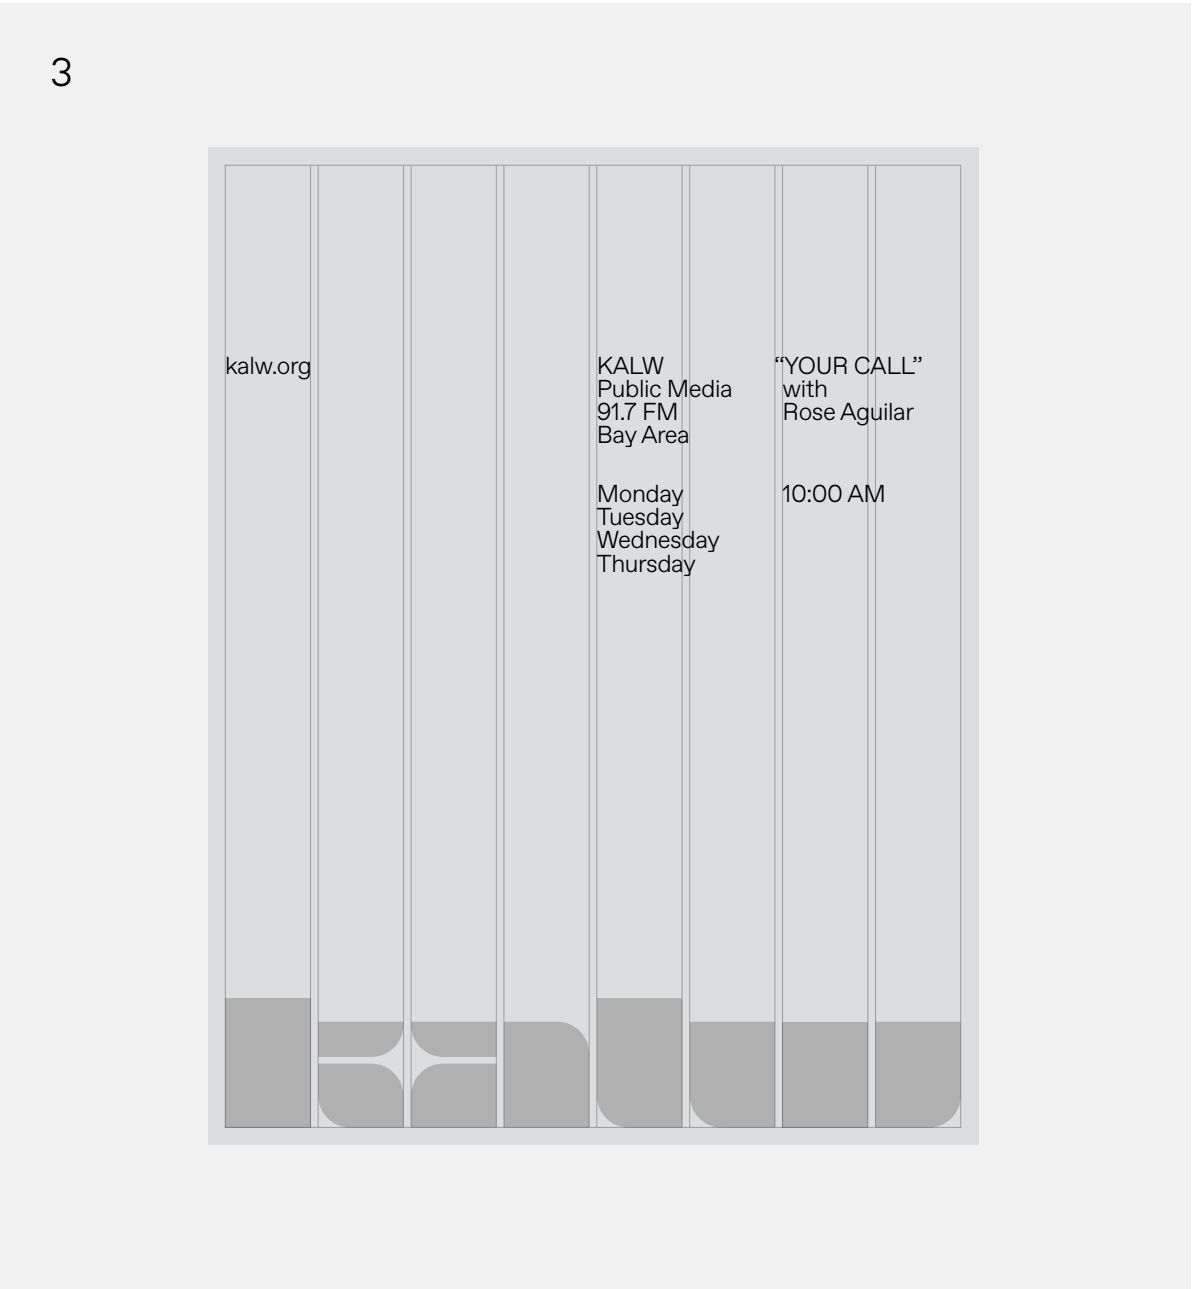 3
kalw.org
KALW
Public Media
91.7 FM
Bay Area
“YOUR CALL”
with
Rose Aguilar
Monday
Tuesday
Wednesday
Thursday
10:00 AM